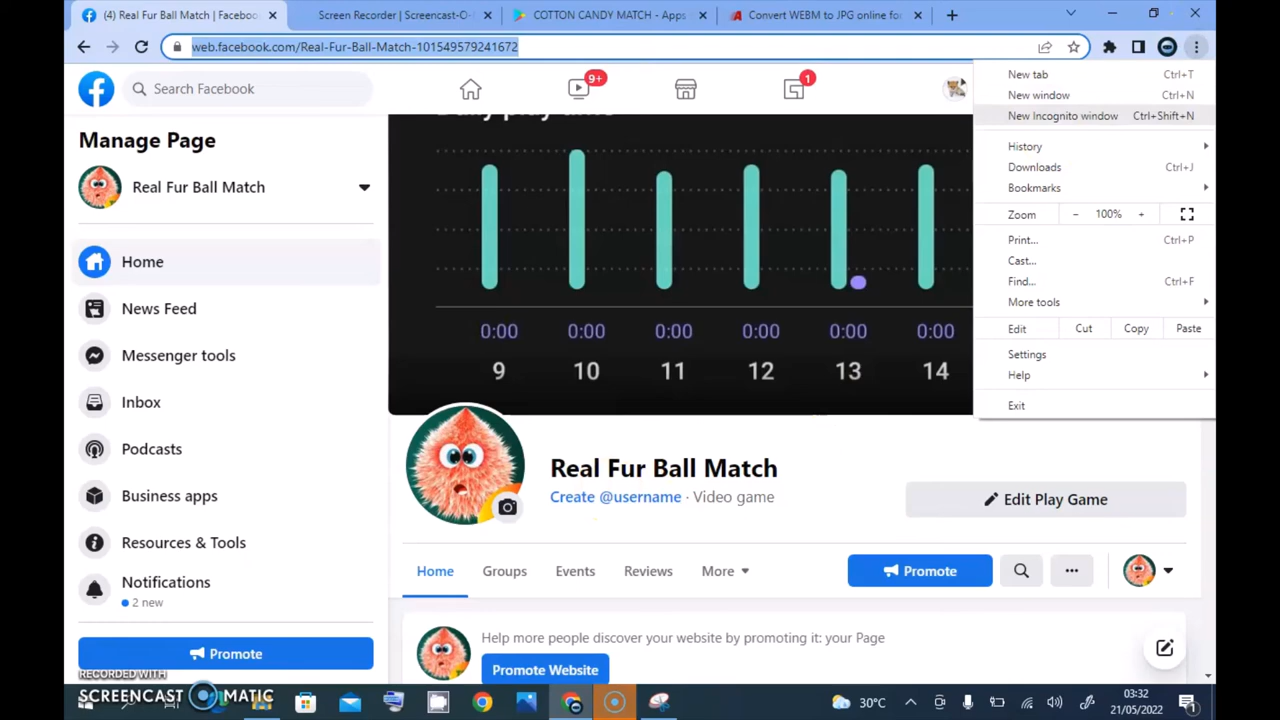 (4) Real Fur Ball Match | Faceboo
Screen Recorder | Screencast-O-
COTTON CANDY MATCH - Apps
Convert WEBM to JPG online fo
web.facebook.com/Real-Fur-Ball-Match-101549579241672
Search Facebook
9+
1
Manage Page
Real Fur Ball Match
Home
News Feed
Messenger tools
Inbox
Podcasts
Business apps
Resources & Tools
Notifications
2 new
Promote
Daily play time
0:00 0:00 0:00 0:00 0:00 0:00
9 10 11 12 13 14
Real Fur Ball Match
Create @username · Video game
Edit Play Game
Home Groups Events Reviews More
Promote
Help more people discover your website by promoting it: your Page
Promote Website
New tab Ctrl+T
New window Ctrl+N
New Incognito window Ctrl+Shift+N
History
Downloads Ctrl+J
Bookmarks
Zoom − 100% +
Print... Ctrl+P
Cast...
Find... Ctrl+F
More tools
Edit Cut Copy Paste
Settings
Help
Exit
RECORDED WITH
SCREENCAST MATIC
30°C
03:32
21/05/2022
1